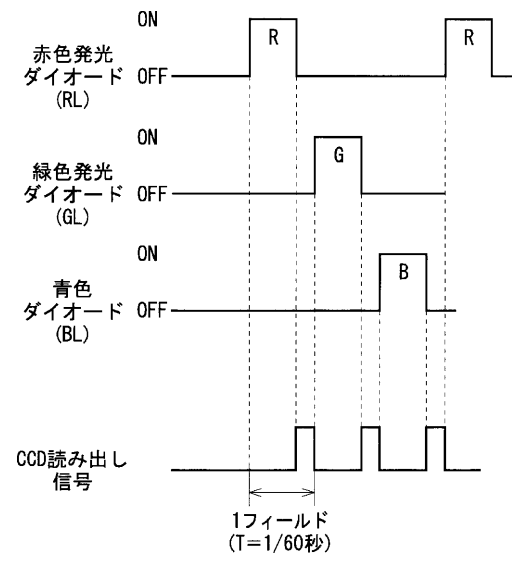 ON
R
R
赤色発光
ダイオード
OFF
(RL)
ON
G
緑色発光
ダイオード
OFF
(GL)
ON
B
青色
ダイオード
OFF
(BL)
CCD読み出し
信号
1フィールド
(T=1/60秒)